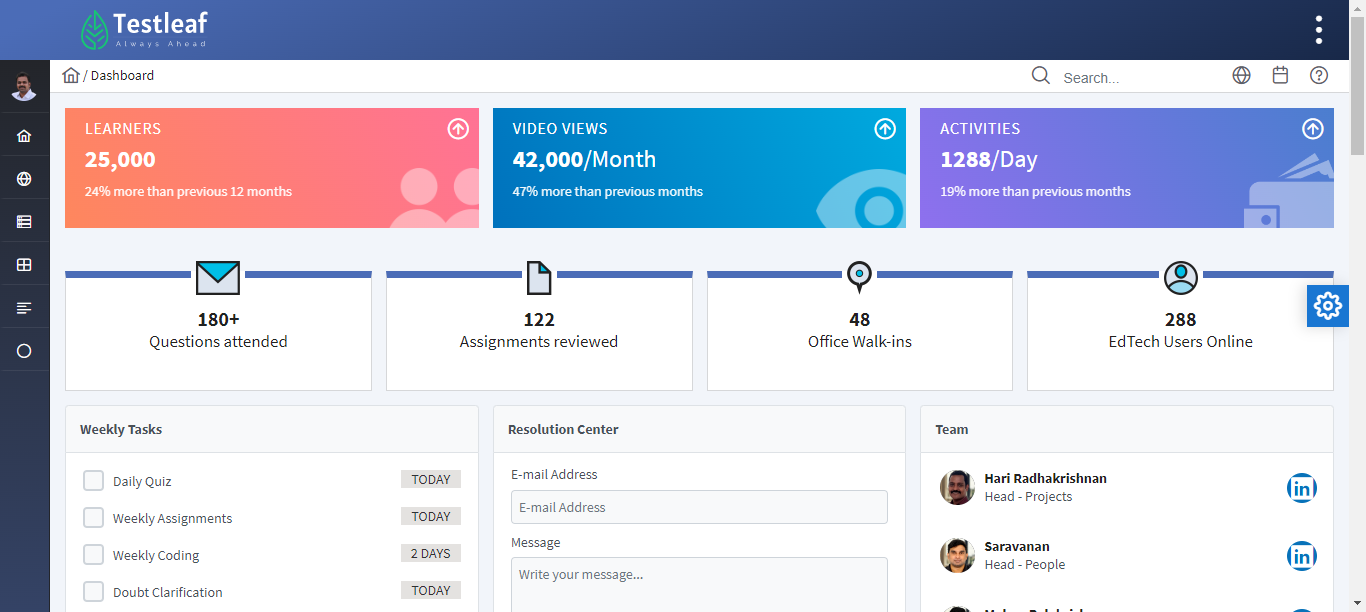 Testleaf
Always Ahead
/ Dashboard
Search...
LEARNERS
25,000
24% more than previous 12 months
VIDEO VIEWS
42,000/Month
47% more than previous months
ACTIVITIES
1288/Day
19% more than previous months
180+
Questions attended
122
Assignments reviewed
48
Office Walk-ins
288
EdTech Users Online
Weekly Tasks
Daily Quiz TODAY
Weekly Assignments TODAY
Weekly Coding 2 DAYS
Doubt Clarification TODAY
Resolution Center
E-mail Address
E-mail Address
Message
Write your message...
Team
Hari Radhakrishnan
Head - Projects
in
Saravanan
Head - People
in